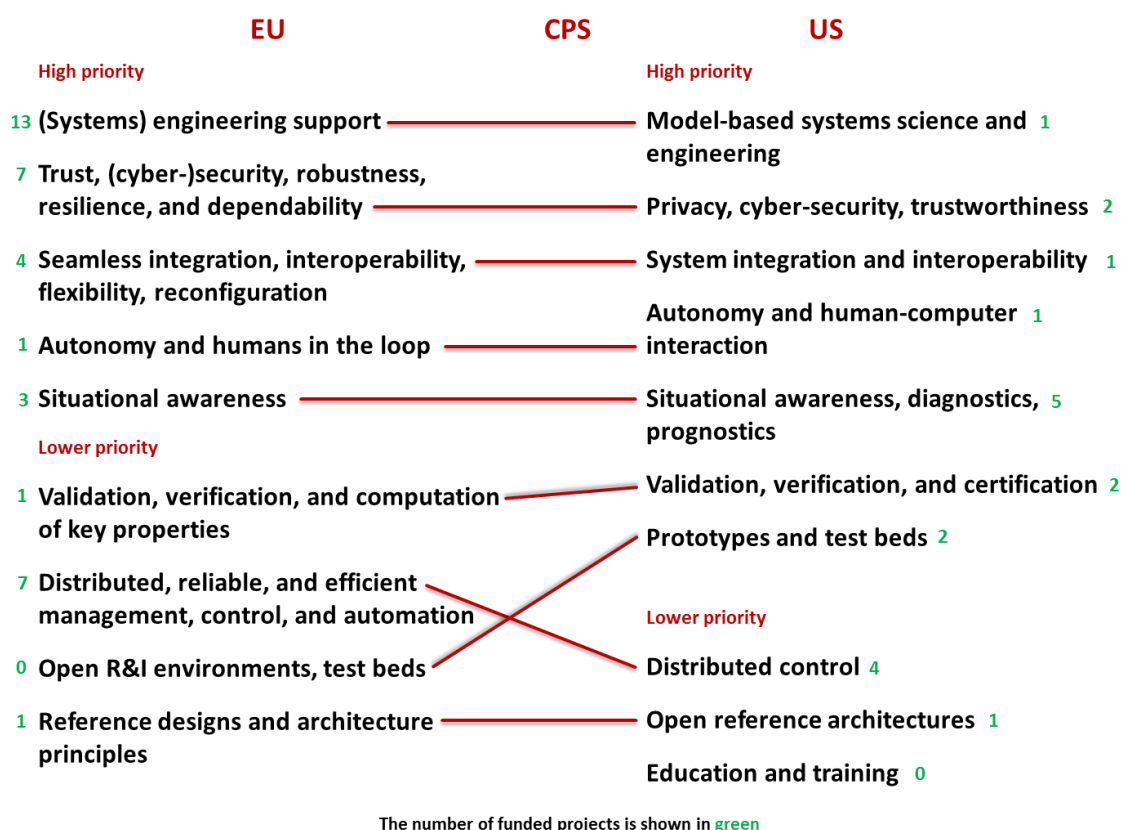 EU CPS US
High priority
13 (Systems) engineering support
7 Trust, (cyber-)security, robustness,
resilience, and dependability
4 Seamless integration, interoperability,
flexibility, reconfiguration
1 Autonomy and humans in the loop
3 Situational awareness
Lower priority
1 Validation, verification, and computation
of key properties
7 Distributed, reliable, and efficient
management, control, and automation
0 Open R&I environments, test beds
1 Reference designs and architecture
principles
High priority
Model-based systems science and 1
engineering
Privacy, cyber-security, trustworthiness 2
System integration and interoperability 1
Autonomy and human-computer 1
interaction
Situational awareness, diagnostics, 5
prognostics
Validation, verification, and certification 2
Prototypes and test beds 2
Lower priority
Distributed control 4
Open reference architectures 1
Education and training 0
The number of funded projects is shown in green